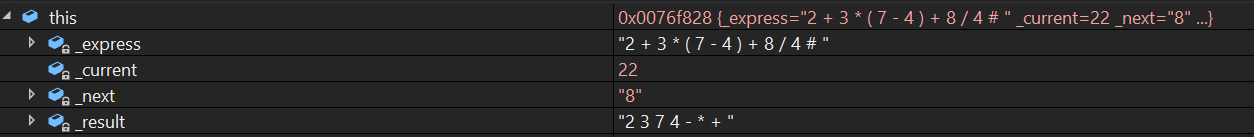 this 0x0076f828 {_express="2 + 3 * ( 7 - 4 ) + 8 / 4 # " _current=22 _next="8" ...}
_express "2 + 3 * ( 7 - 4 ) + 8 / 4 # "
_current 22
_next "8"
_result "2 3 7 4 - * + "